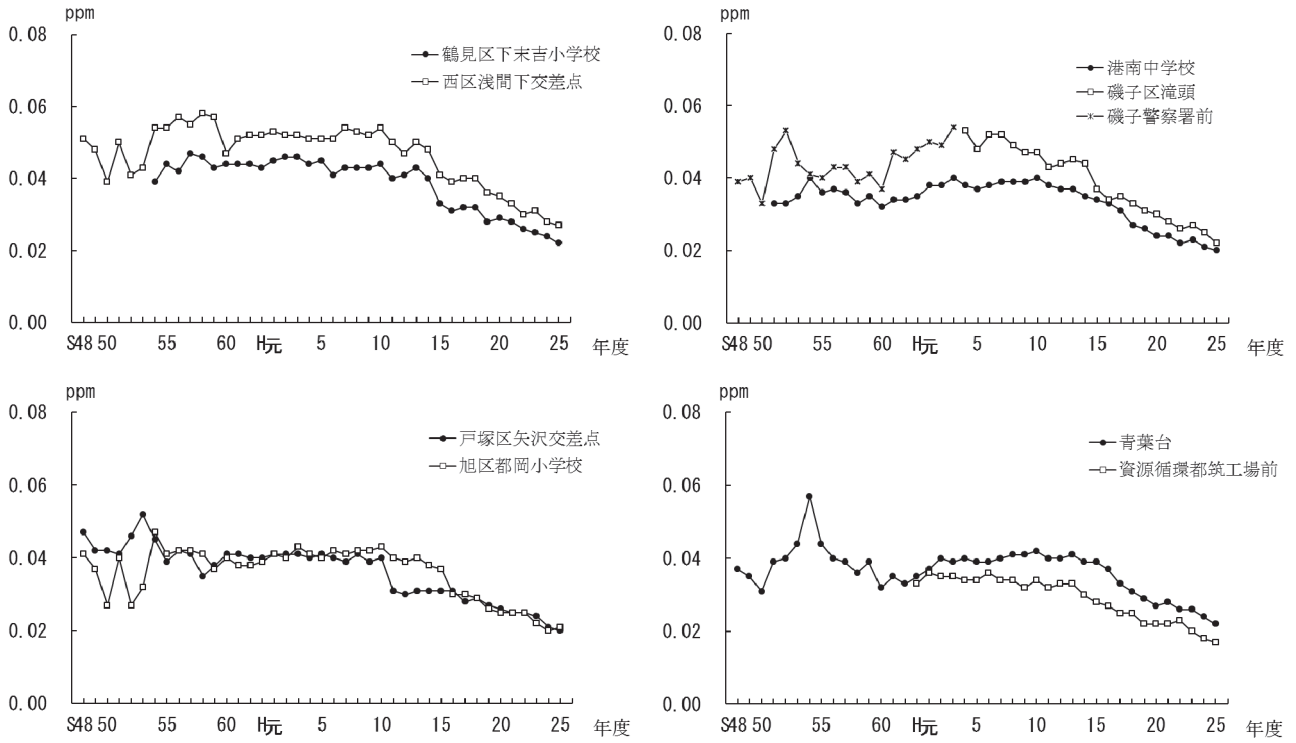 ppm
0.08
0.06
0.04
0.02
0.00
鶴見区下末吉小学校
西区浅間下交差点
S48 50 55 60 H元 5 10 15 20 25 年度
ppm
0.08
0.06
0.04
0.02
0.00
港南中学校
磯子区滝頭
磯子警察署前
S48 50 55 60 H元 5 10 15 20 25 年度
ppm
0.08
0.06
0.04
0.02
0.00
戸塚区矢沢交差点
旭区都岡小学校
S48 50 55 60 H元 5 10 15 20 25 年度
ppm
0.08
0.06
0.04
0.02
0.00
青葉台
資源循環都筑工場前
S48 50 55 60 H元 5 10 15 20 25 年度